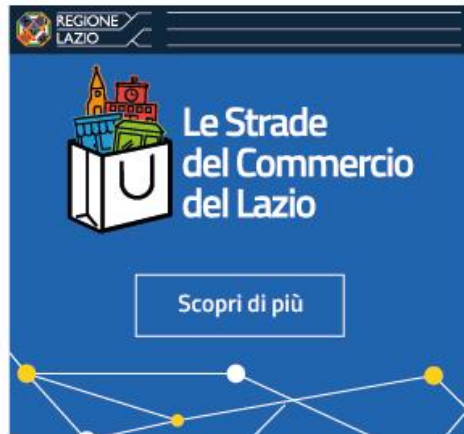 REGIONE
LAZIO
Le Strade
del Commercio
del Lazio
Scopri di più